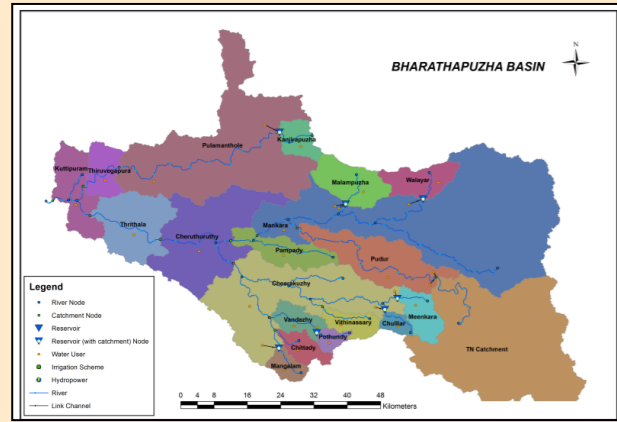 BHARATHAPUZHA BASIN
N
Pulamanthole
Kanjirapuzha
Kuttipuram
Thiruvegapura
Malampuzha
Walayar
Thrithala
Cheruthoruthy
Mankara
Pampady
Pudur
Cheerakuzhy
Meenkara
Vandazhy
Vithinassary
Chulliar
Pothundy
Chittady
TN Catchment
Mangalam
Legend
River Node
Catchment Node
Reservoir
Reservoir (with catchment) Node
Water User
Irrigation Scheme
Hydropower
River
Link Channel
0 4 8 16 24 32 40 48
Kilometers